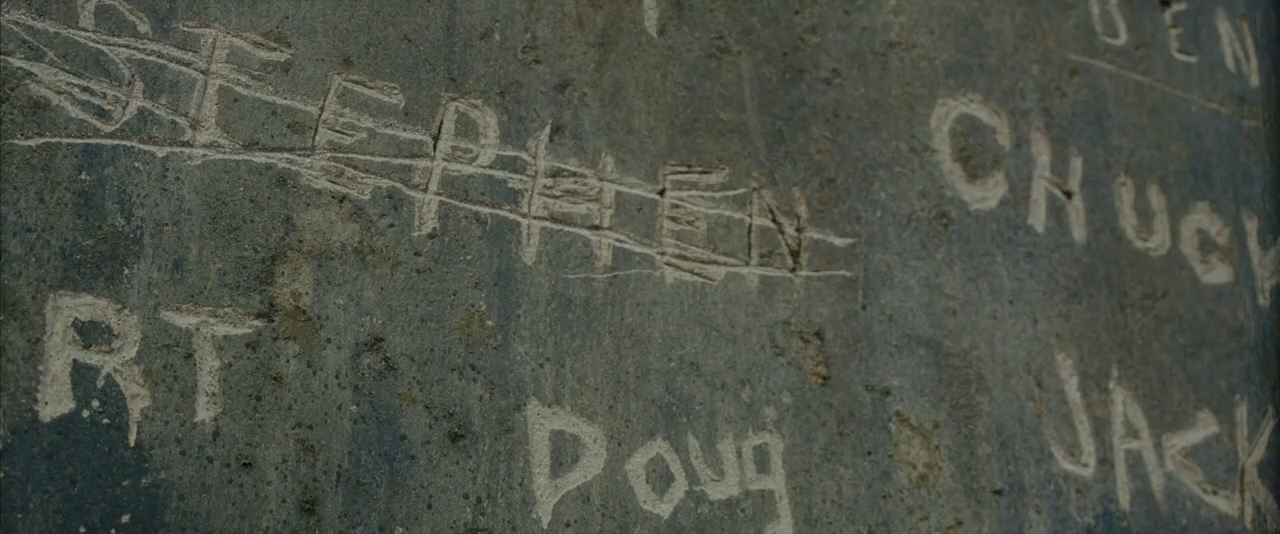 BEN
STEPHEN
CHUCK
RT
JACK
Doug